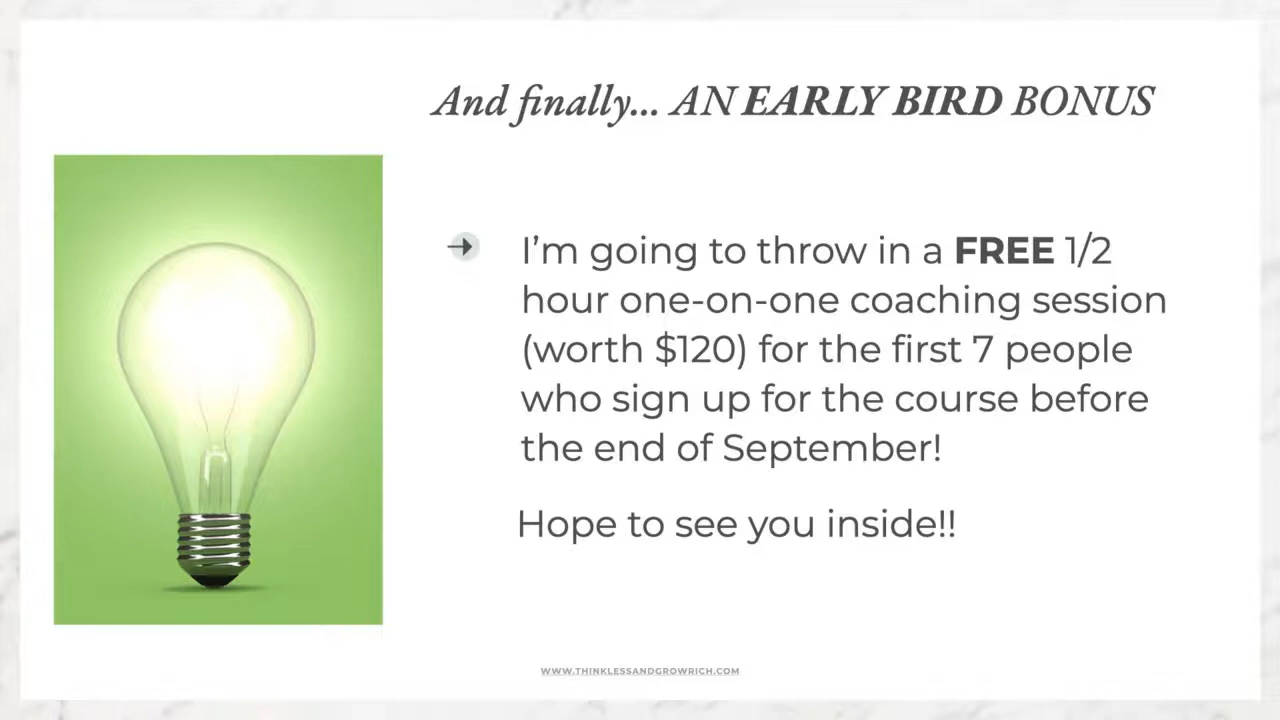 And finally... AN EARLY BIRD BONUS
I’m going to throw in a FREE 1/2
hour one-on-one coaching session
(worth $120) for the first 7 people
who sign up for the course before
the end of September!
Hope to see you inside!!
WWW.THINKLESSANDGROWRICH.COM